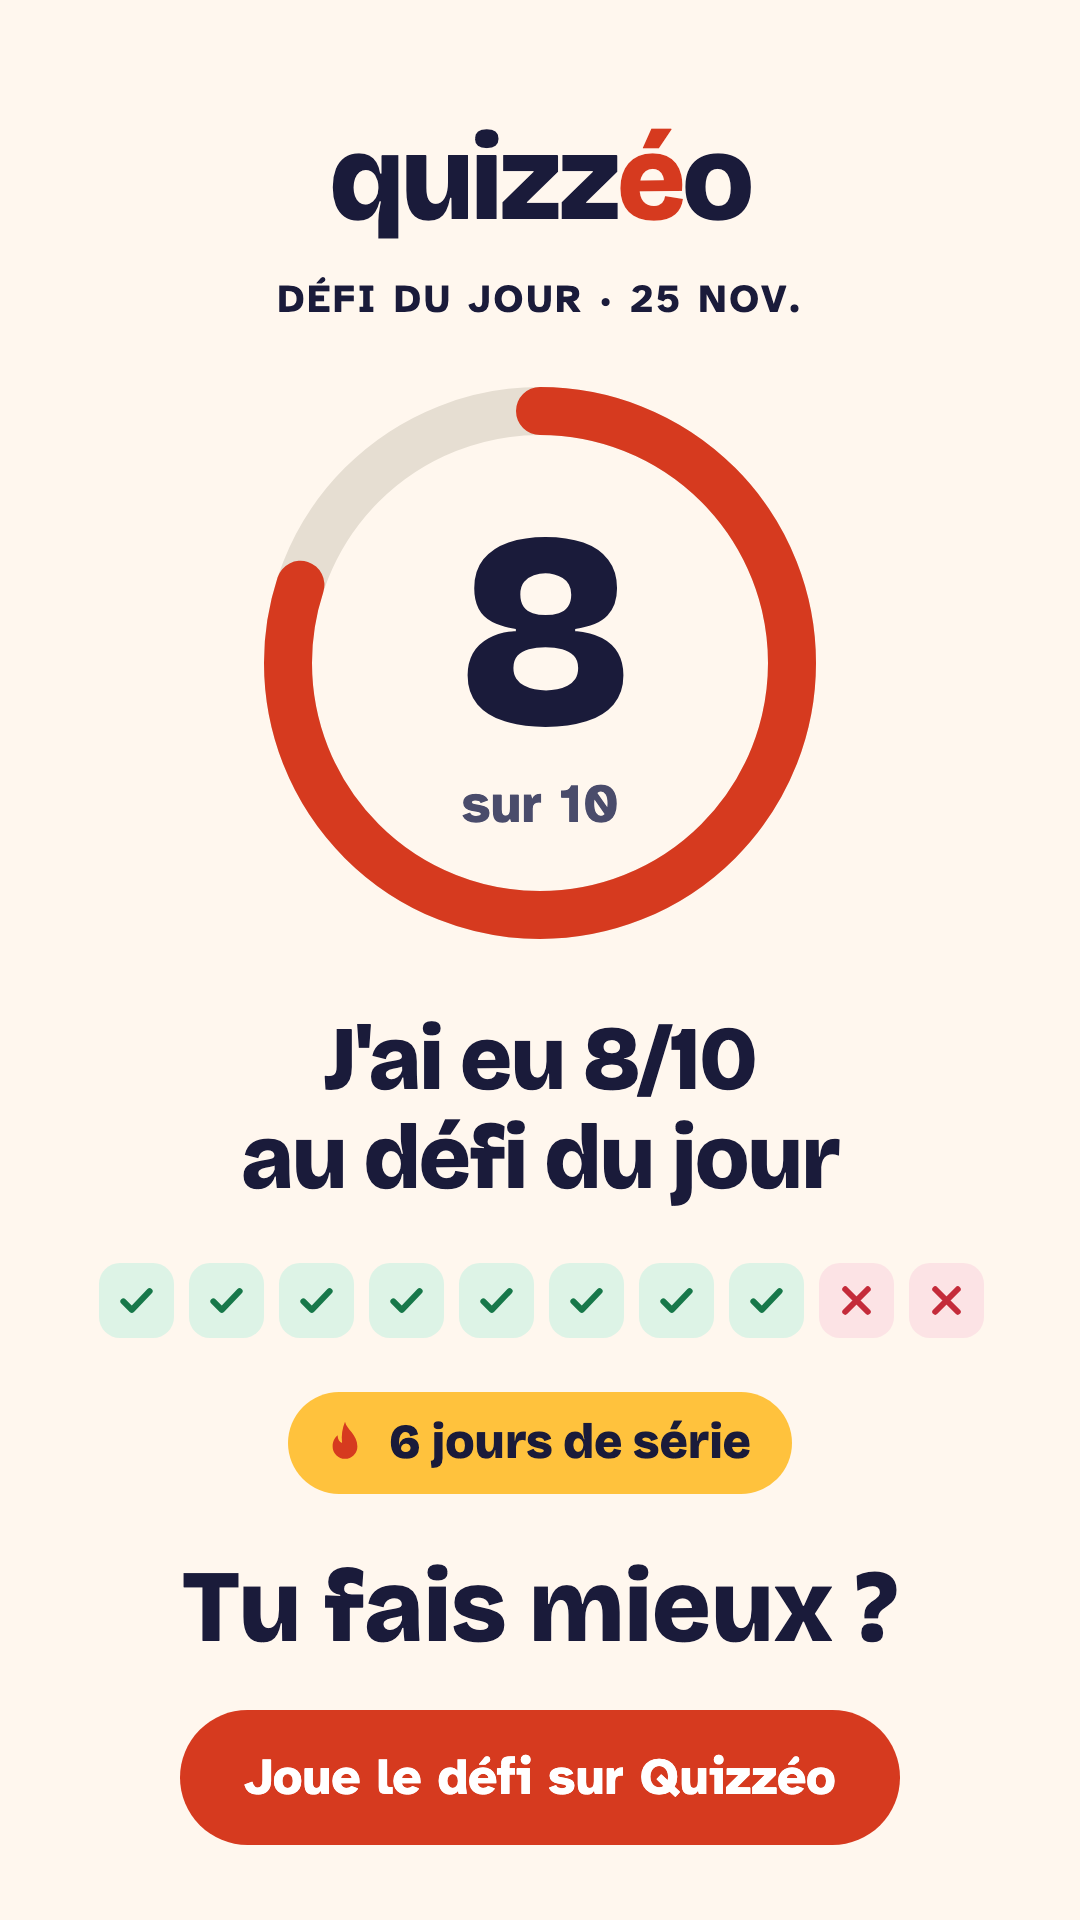 quizzéo
DÉFI DU JOUR · 25 NOV.
8
sur 10
J'ai eu 8/10
au défi du jour
6 jours de série
Tu fais mieux ?
Joue le défi sur Quizzéo